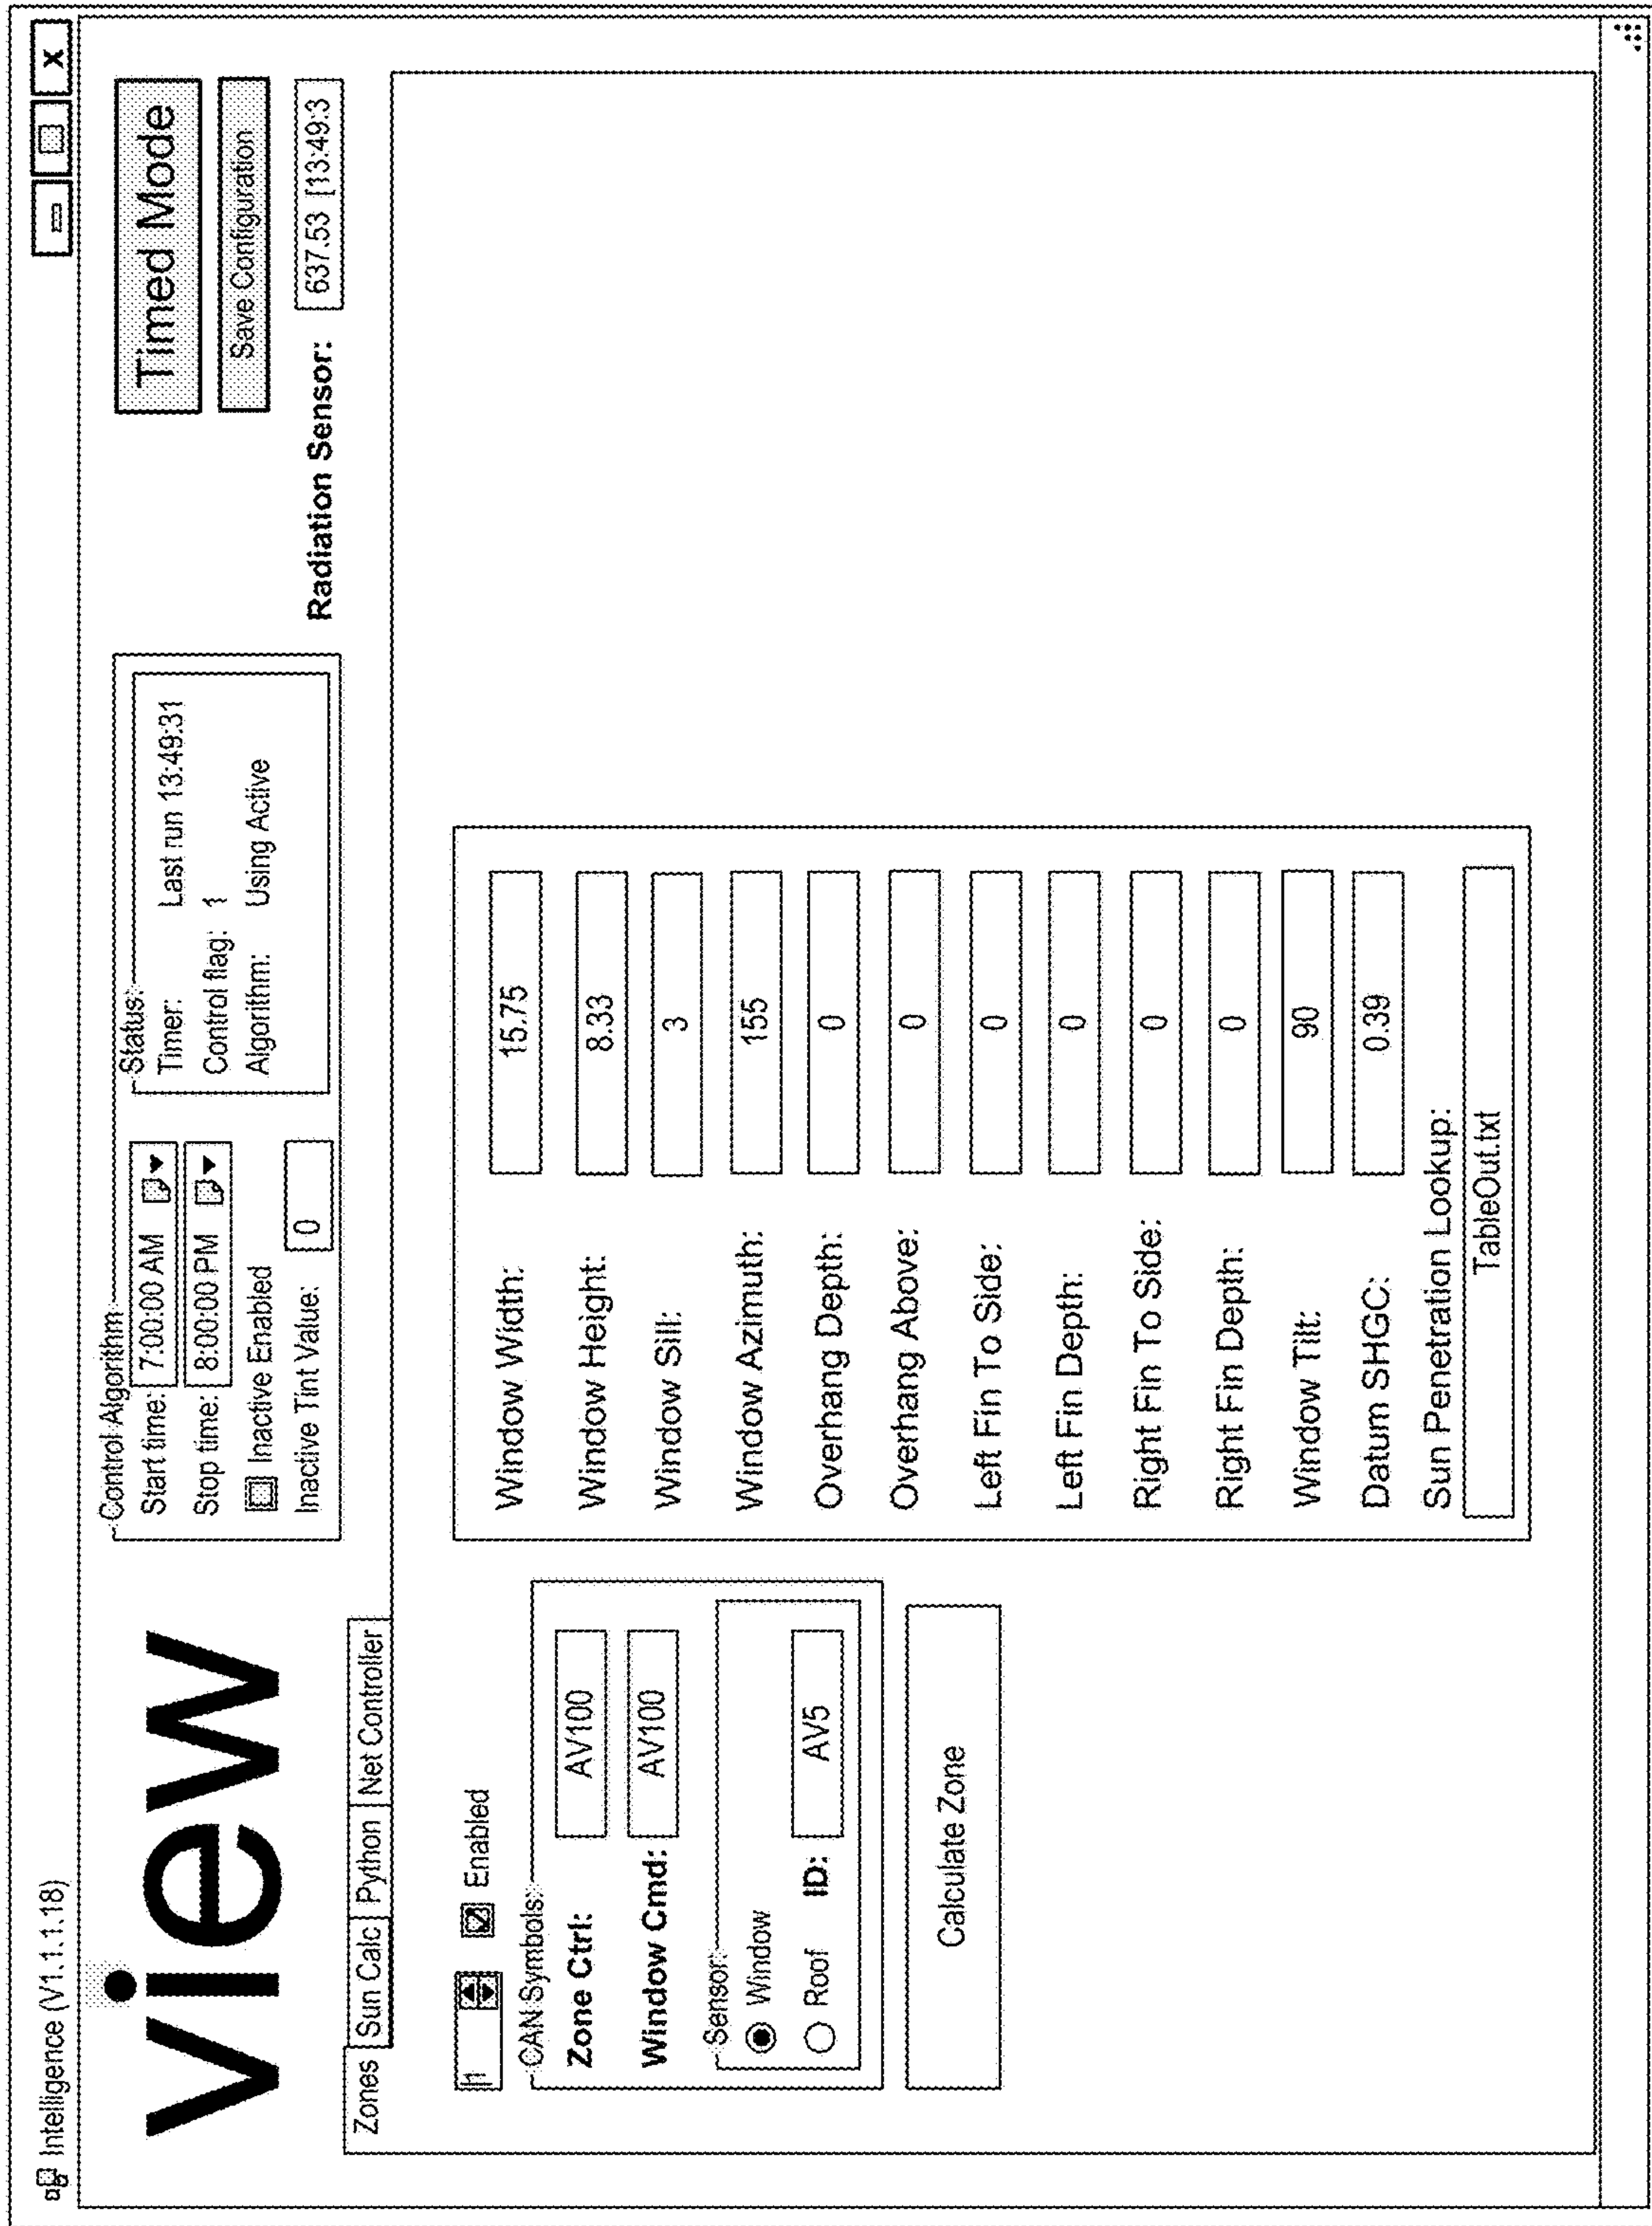 Intelligence (V1.1.1.18)
view
Control Algorithm
Start time: 7:00:00 AM
Stop time: 8:00:00 PM
Inactive Enabled
Inactive Tint Value: 0
Status:
Timer: Last run 13:49:31
Control flag: 1
Algorithm: Using Active
Timed Mode
Save Configuration
Radiation Sensor: 637.53 [13:49:3
Zones Sun Calc Python Net Controller
1 Enabled
CAN Symbols:
Zone Ctrl: AV100
Window Cmd: AV100
Sensor:
Window
Roof ID: AV5
Calculate Zone
Window Width: 15.75
Window Height: 8.33
Window Sill: 3
Window Azimuth: 155
Overhang Depth: 0
Overhang Above: 0
Left Fin To Side: 0
Left Fin Depth: 0
Right Fin To Side: 0
Right Fin Depth: 0
Window Tilt: 90
Datum SHGC: 0.39
Sun Penetration Lookup:
TableOut.txt